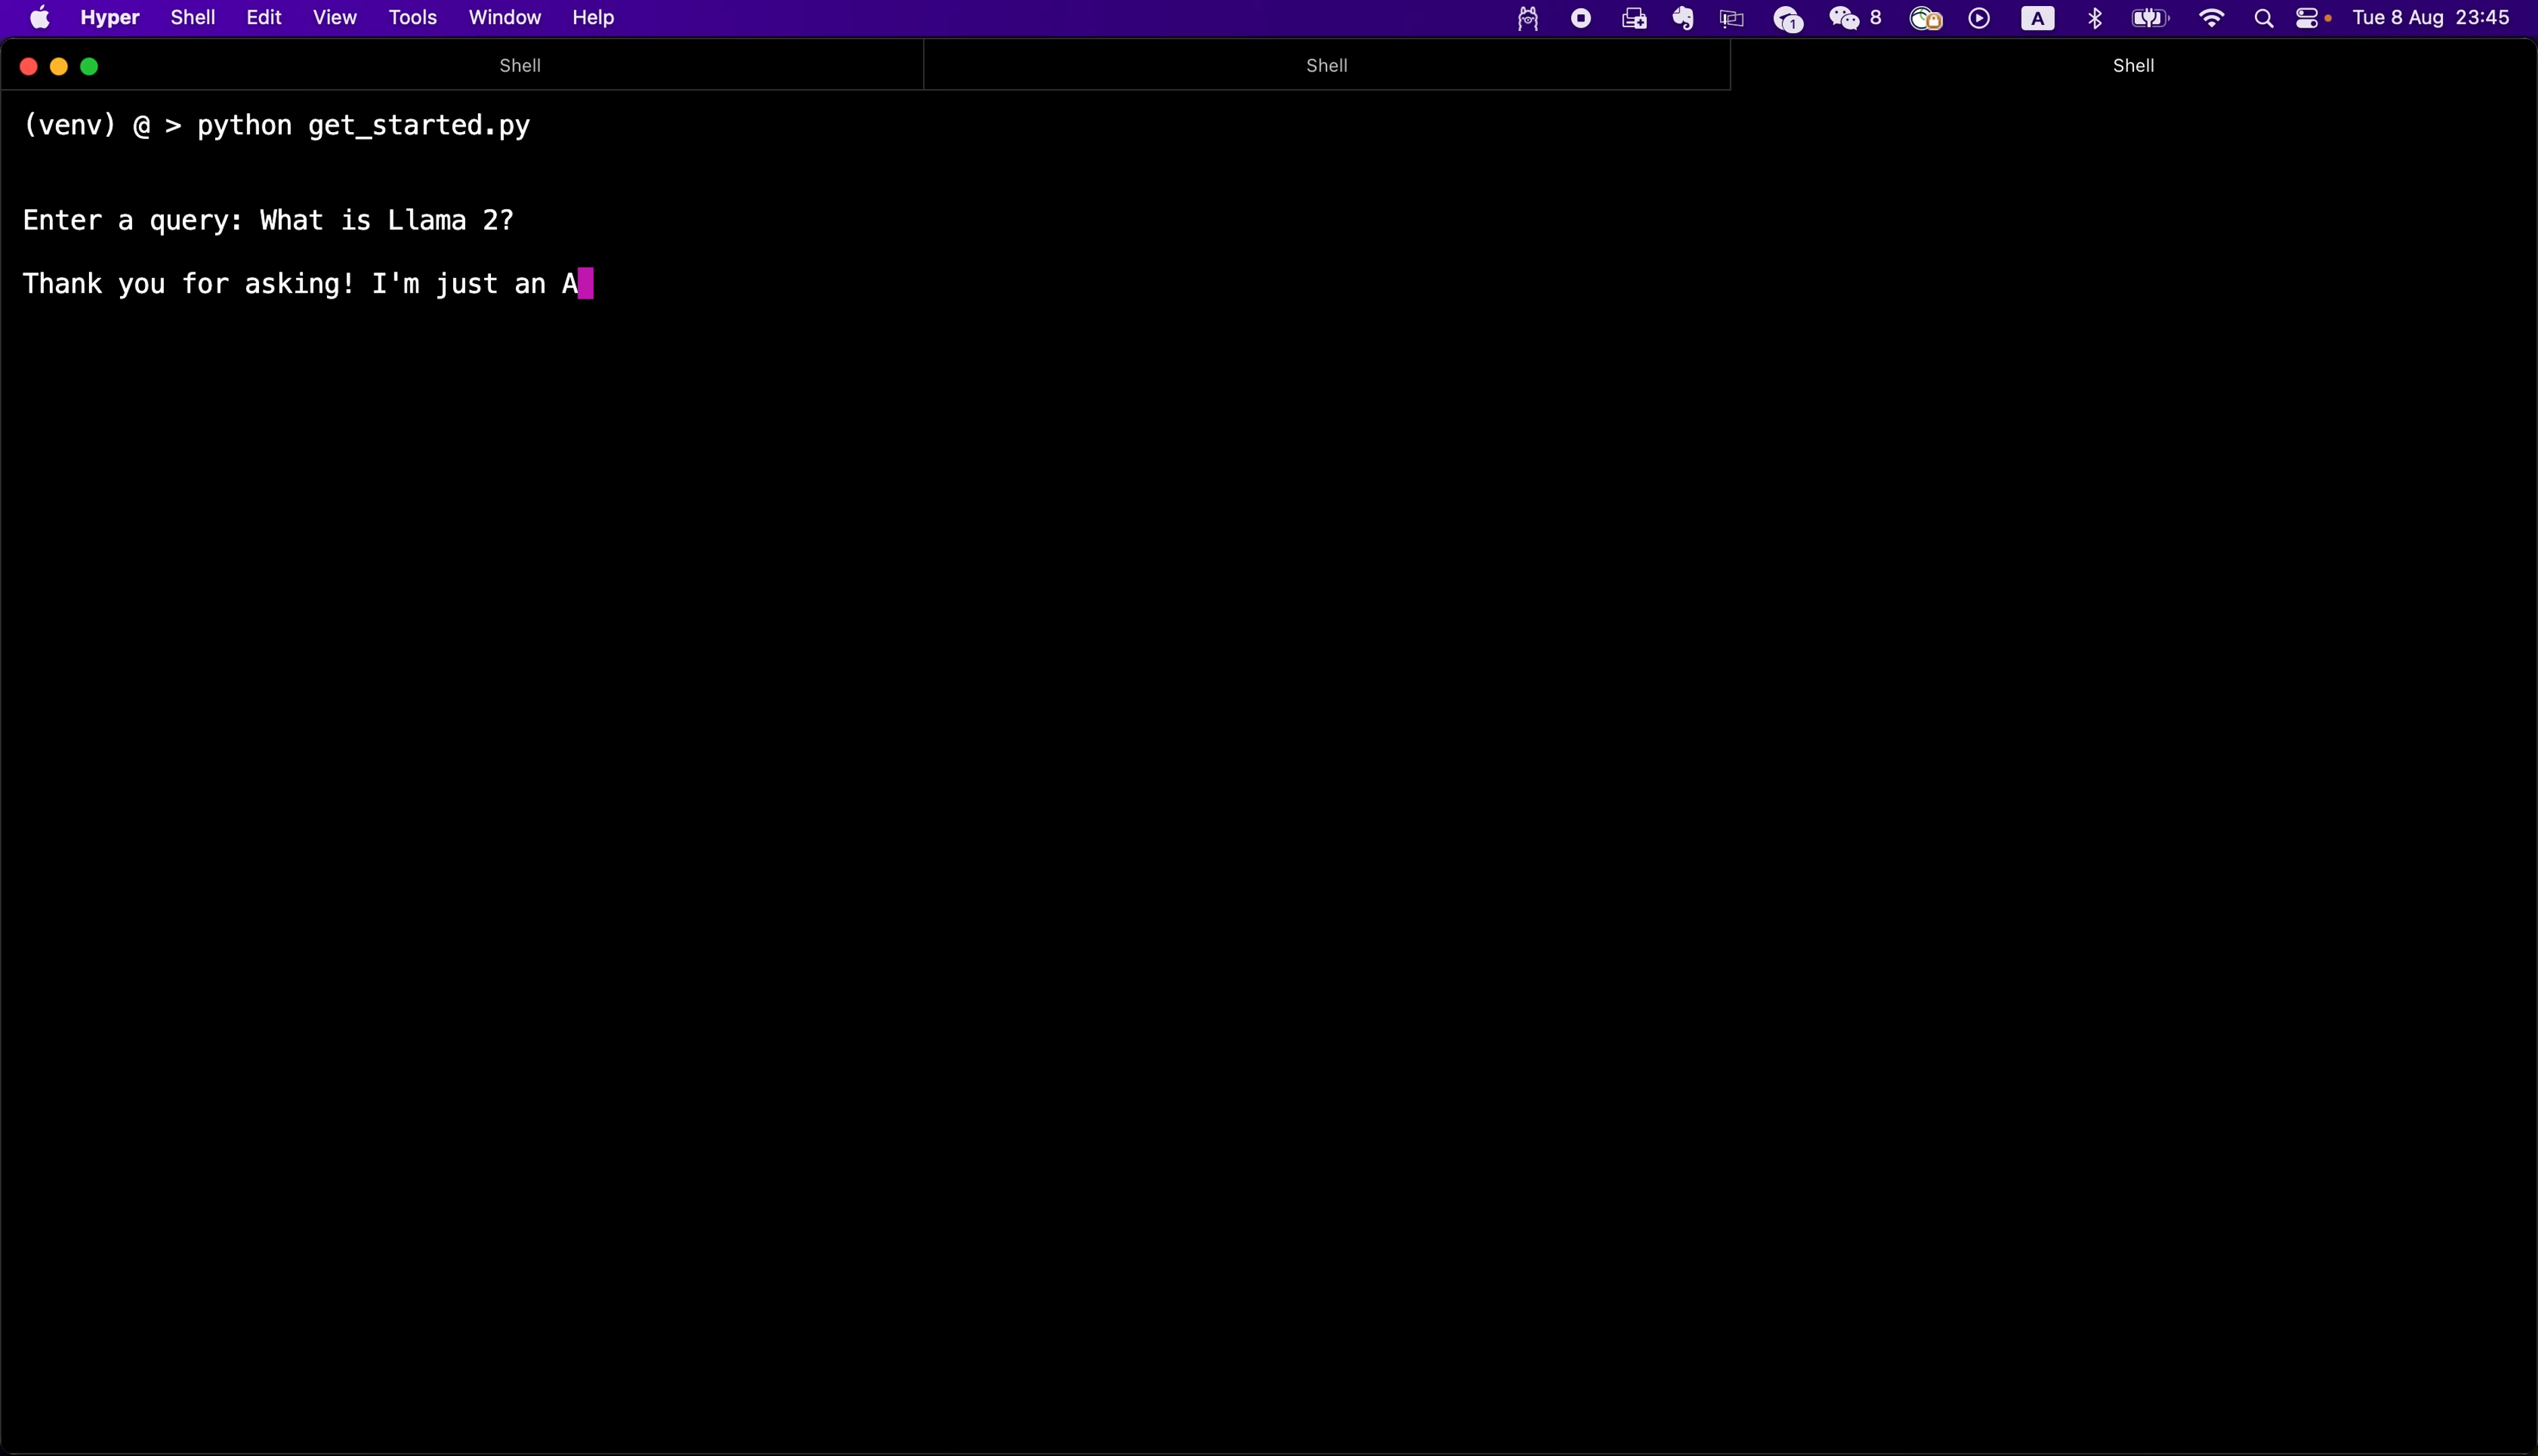 Hyper Shell Edit View Tools Window Help 1 8 A Tue 8 Aug 23:45
Shell Shell Shell
(venv) @ > python get_started.py
Enter a query: What is Llama 2?
Thank you for asking! I'm just an A